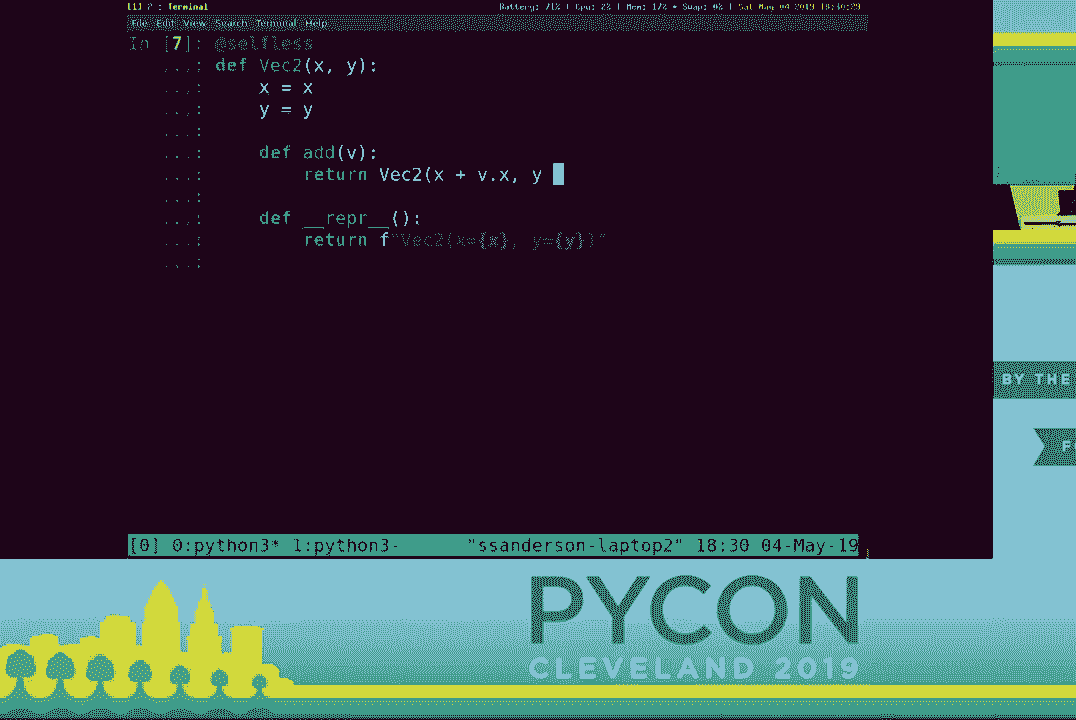 [1] 2 : Terminal Battery: 71% | Cpu: 2% | Mem: 17% * Swap: 0% | Sat May 04 2019 18:30:29
File Edit View Search Terminal Help
In [7]: @selfless
...: def Vec2(x, y):
...:     x = x
...:     y = y
...:
...:     def add(v):
...:         return Vec2(x + v.x, y
...:
...:     def __repr__():
...:         return f"Vec2(x={x}, y={y})"
...:
BY THE
F
[0] 0:python3* 1:python3- "ssanderson-laptop2" 18:30 04-May-19
PYCON
CLEVELAND 2019